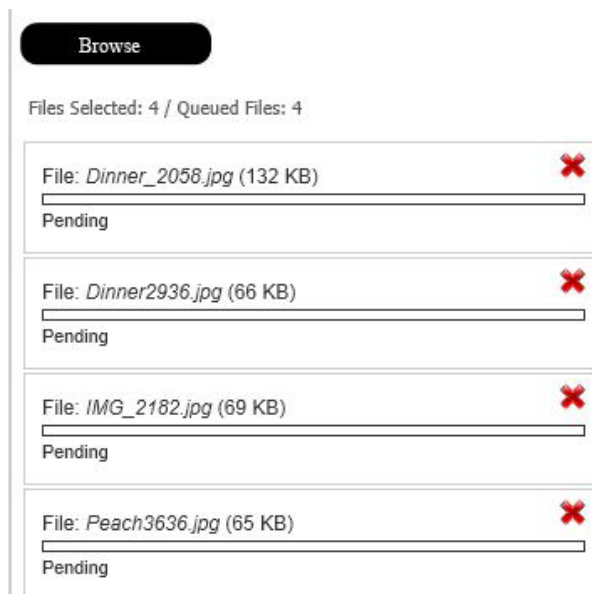 Browse
Files Selected: 4 / Queued Files: 4
File: Dinner_2058.jpg (132 KB)
Pending
File: Dinner2936.jpg (66 KB)
Pending
File: IMG_2182.jpg (69 KB)
Pending
File: Peach3636.jpg (65 KB)
Pending